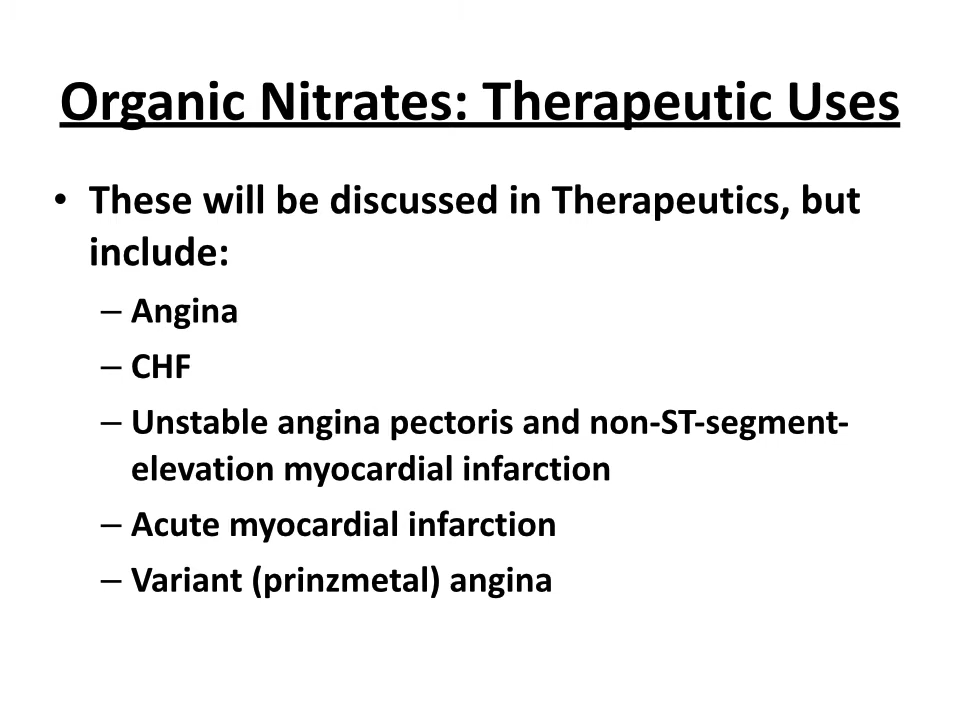 Organic Nitrates: Therapeutic Uses
• These will be discussed in Therapeutics, but
include:
– Angina
– CHF
– Unstable angina pectoris and non-ST-segment-
elevation myocardial infarction
– Acute myocardial infarction
– Variant (prinzmetal) angina